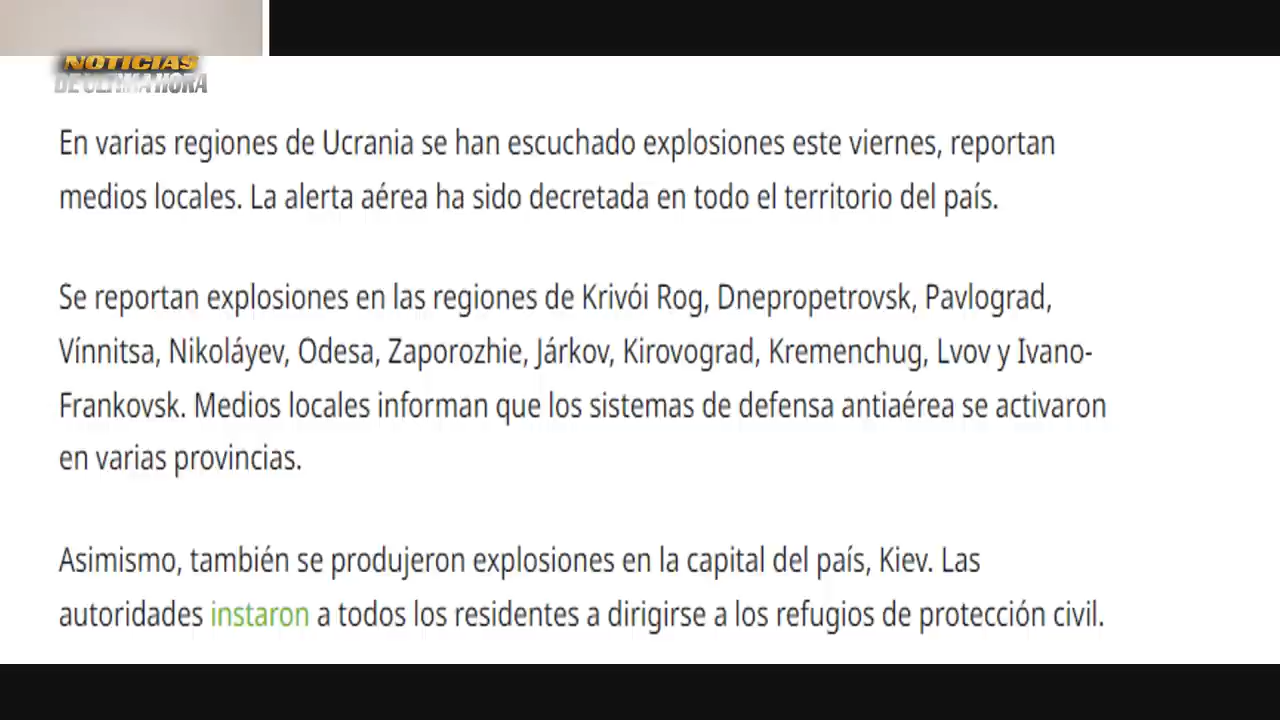 NOTICIAS
DE ULTIMA HORA
En varias regiones de Ucrania se han escuchado explosiones este viernes, reportan
medios locales. La alerta aérea ha sido decretada en todo el territorio del país.
Se reportan explosiones en las regiones de Krivói Rog, Dnepropetrovsk, Pavlograd,
Vínnitsa, Nikoláyev, Odesa, Zaporozhie, Járkov, Kirovograd, Kremenchug, Lvov y Ivano-
Frankovsk. Medios locales informan que los sistemas de defensa antiaérea se activaron
en varias provincias.
Asimismo, también se produjeron explosiones en la capital del país, Kiev. Las
autoridades instaron a todos los residentes a dirigirse a los refugios de protección civil.